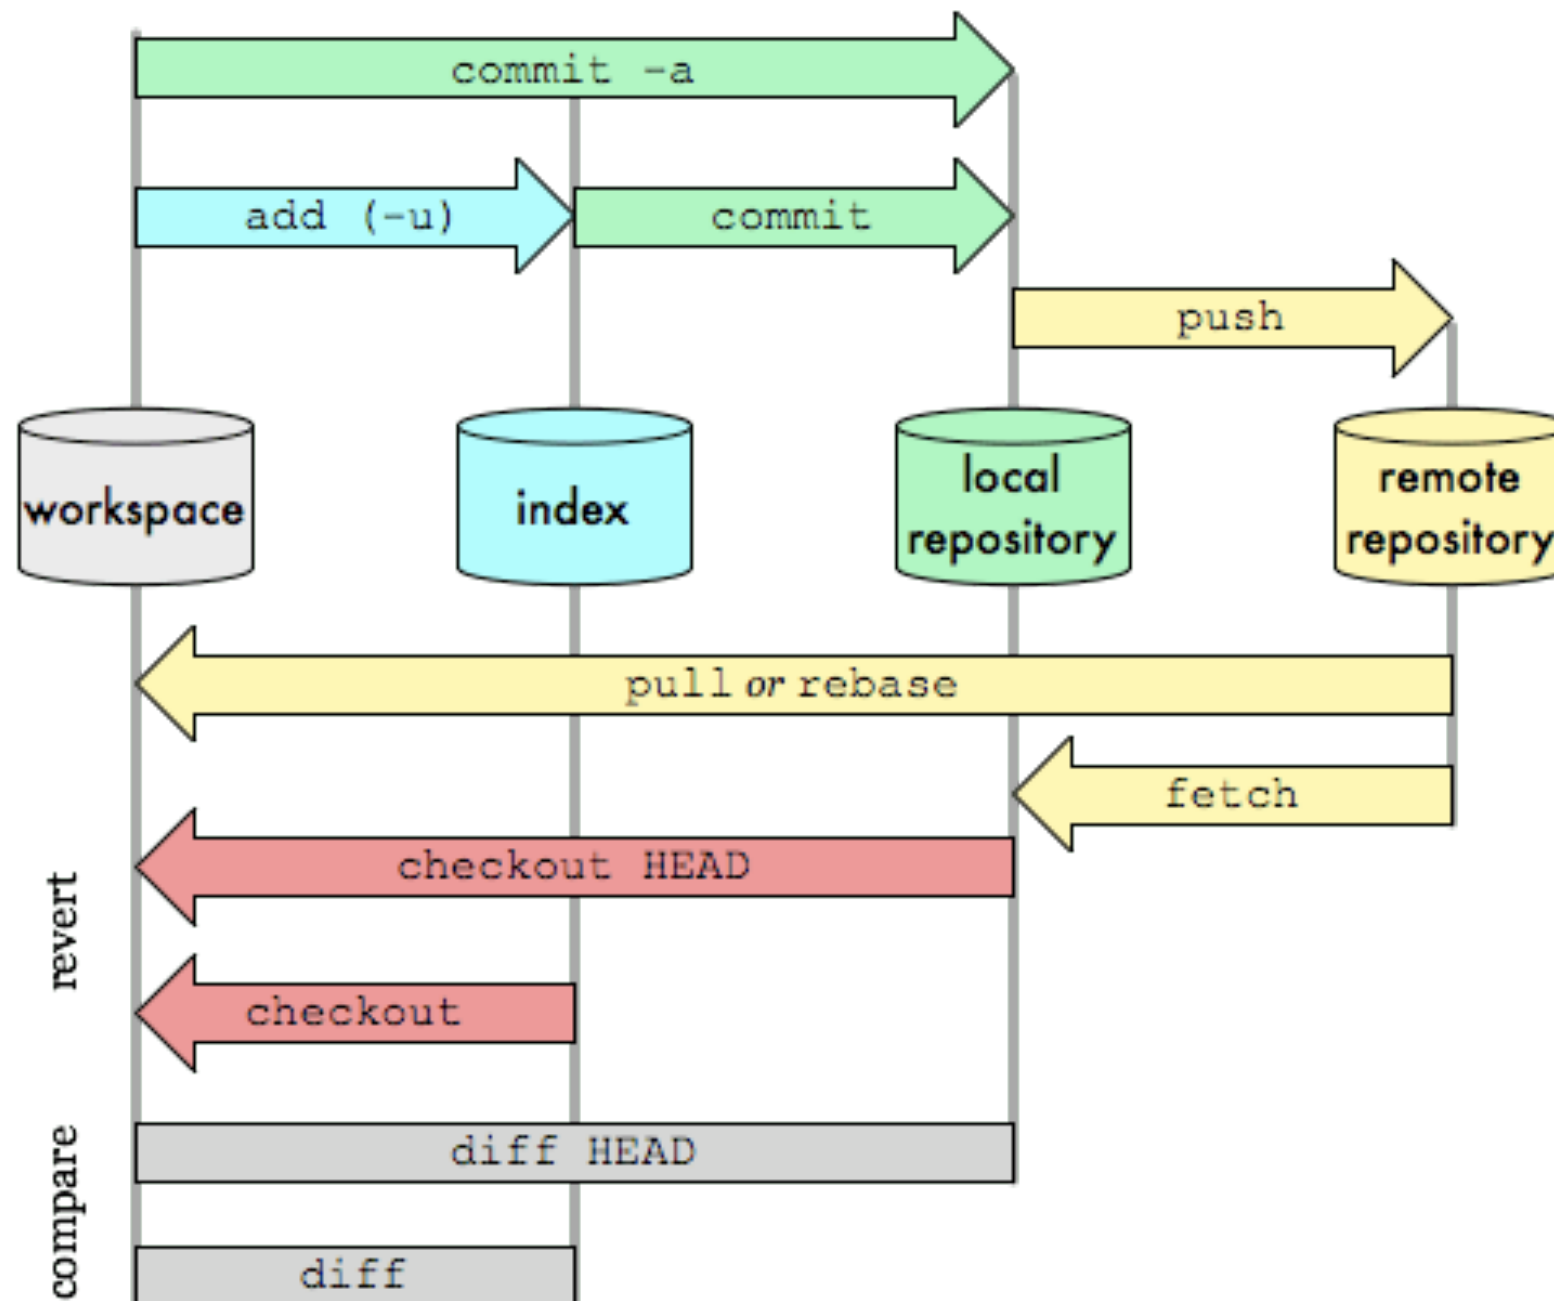 commit -a
add (-u)
commit
push
workspace
index
local
repository
remote
repository
pull or rebase
fetch
revert
checkout HEAD
checkout
compare
diff HEAD
diff